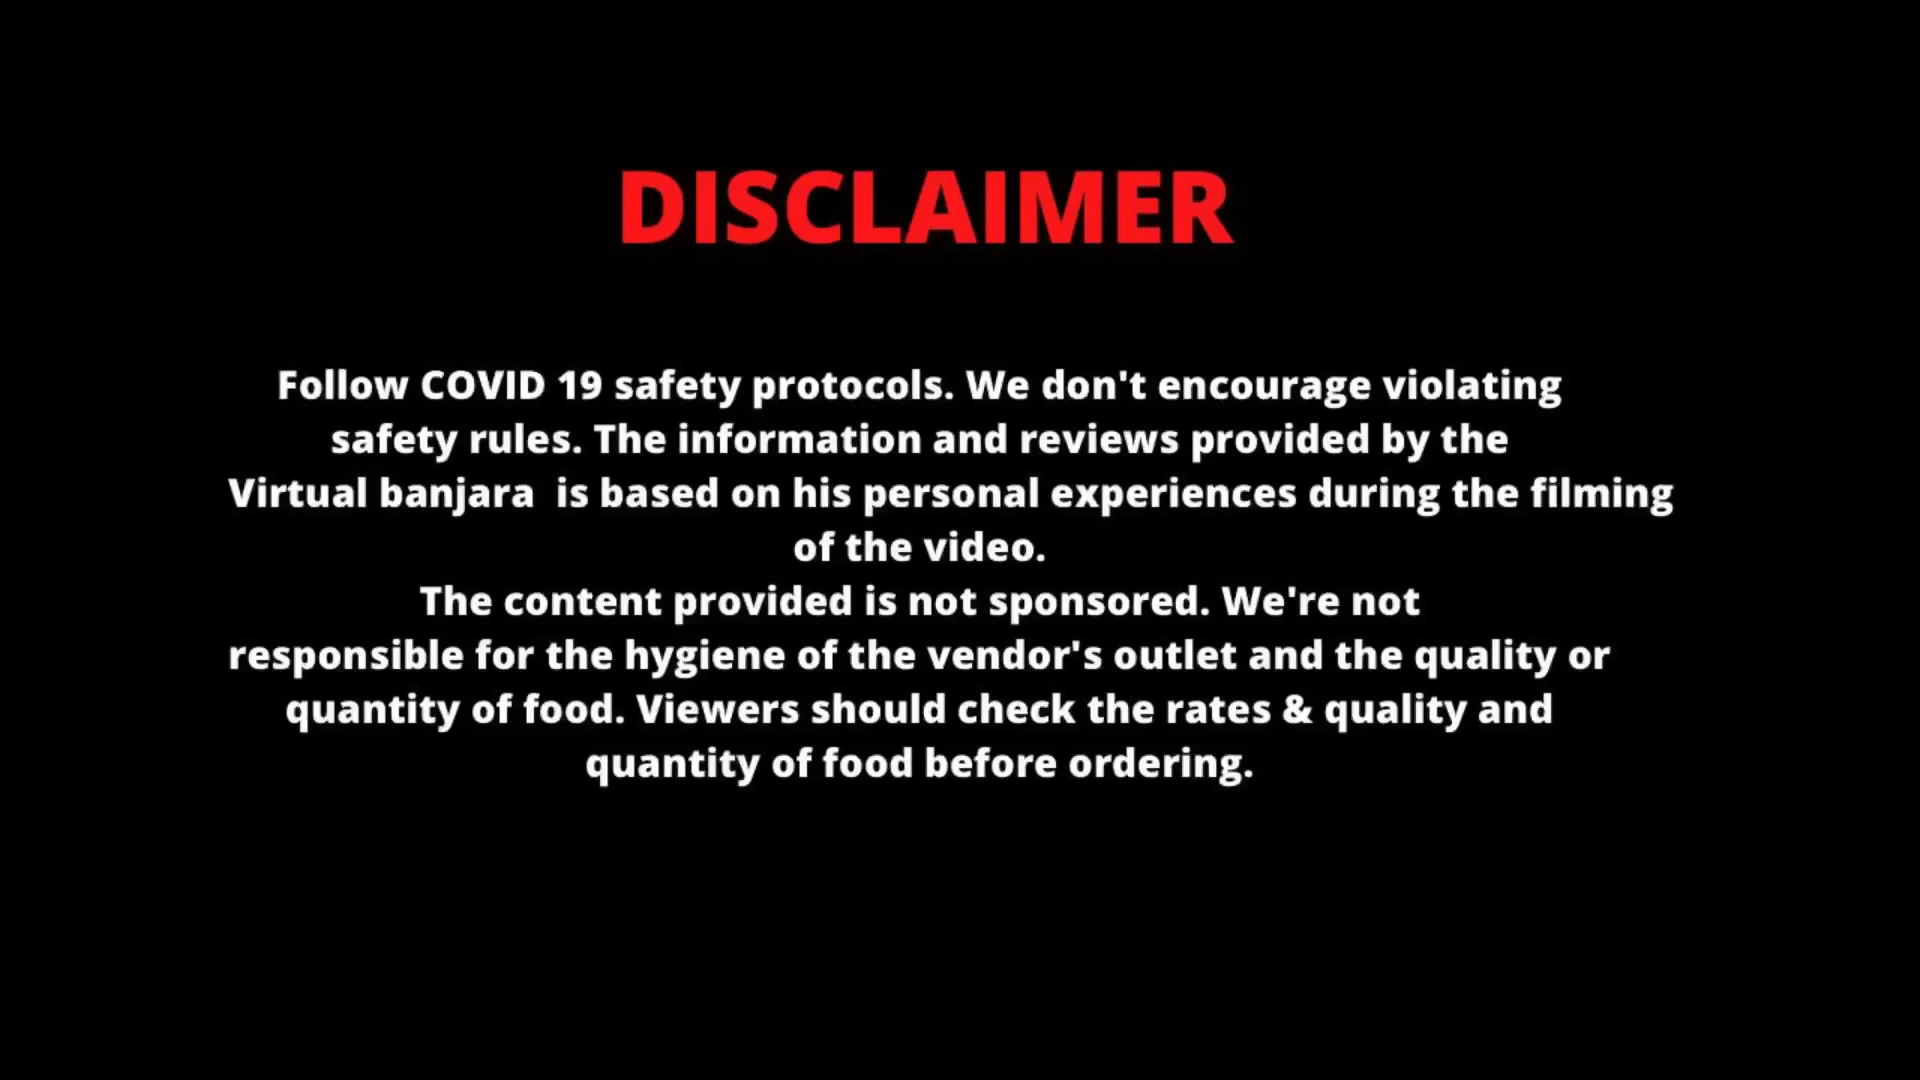 DISCLAIMER
Follow COVID 19 safety protocols. We don't encourage violating
safety rules. The information and reviews provided by the
Virtual banjara  is based on his personal experiences during the filming
of the video.
The content provided is not sponsored. We're not
responsible for the hygiene of the vendor's outlet and the quality or
quantity of food. Viewers should check the rates & quality and
quantity of food before ordering.